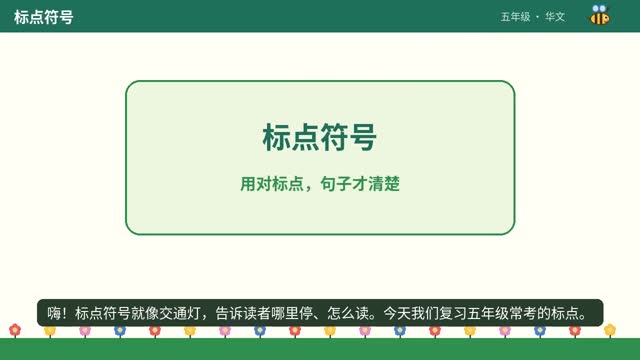 标点符号
五年级 · 华文
标点符号
用对标点，句子才清楚
嗨！标点符号就像交通灯，告诉读者哪里停、怎么读。今天我们复习五年级常考的标点。